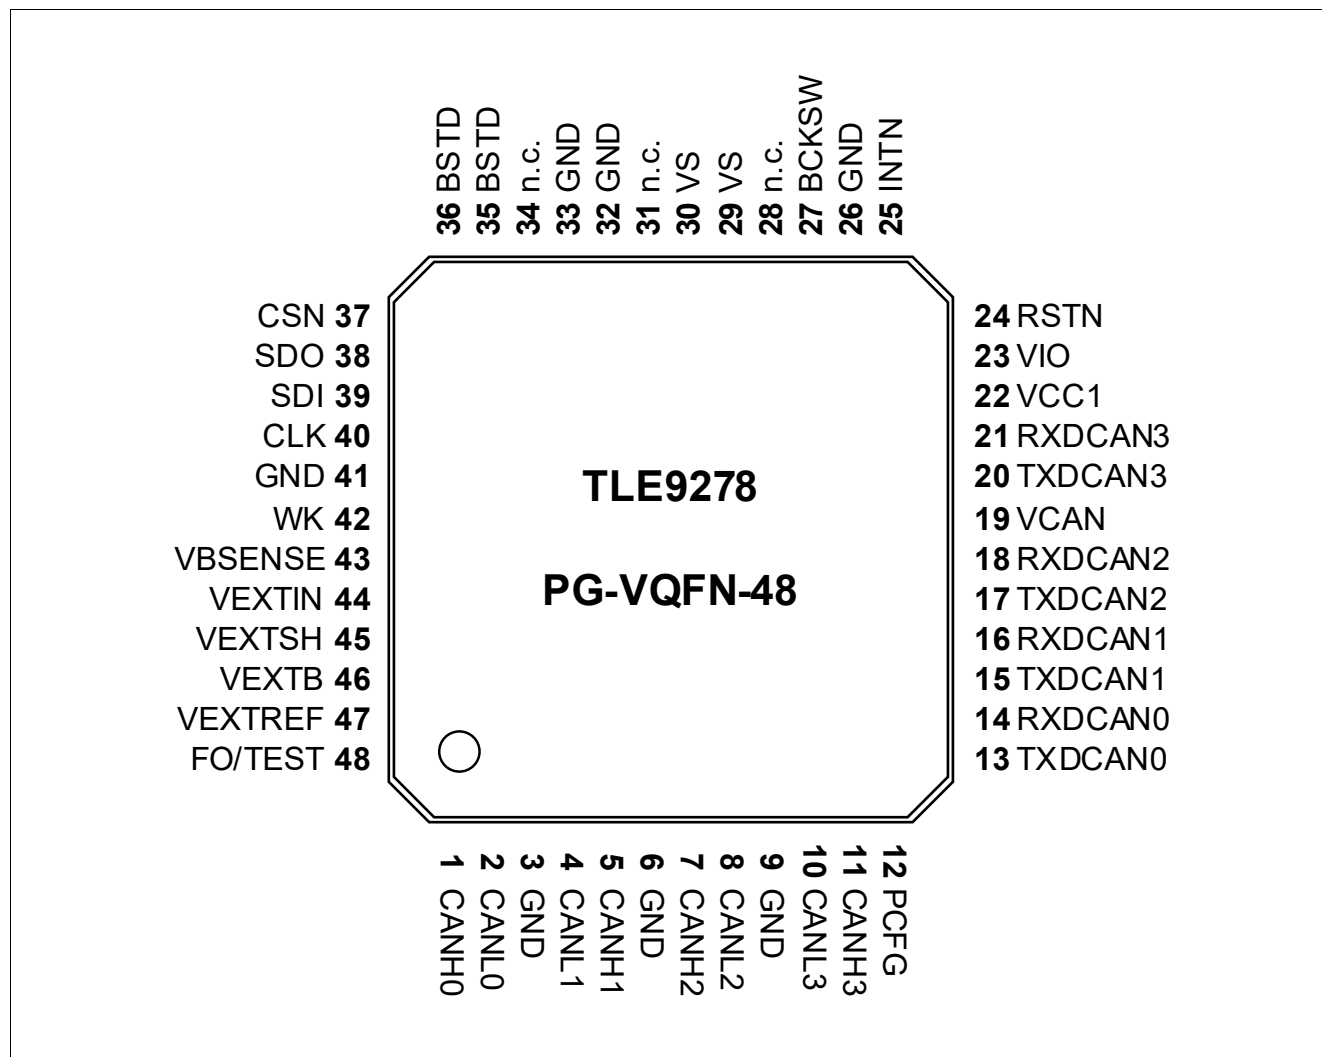 36 BSTD
35 BSTD
34 n.c.
33 GND
32 GND
31 n.c.
30 VS
29 VS
28 n.c.
27 BCKSW
26 GND
25 INTN
CSN 37
SDO 38
SDI 39
CLK 40
GND 41
WK 42
VBSENSE 43
VEXTIN 44
VEXTSH 45
VEXTB 46
VEXTREF 47
FO/TEST 48
TLE9278
PG-VQFN-48
24 RSTN
23 VIO
22 VCC1
21 RXDCAN3
20 TXDCAN3
19 VCAN
18 RXDCAN2
17 TXDCAN2
16 RXDCAN1
15 TXDCAN1
14 RXDCAN0
13 TXDCAN0
1 CANH0
2 CANL0
3 GND
4 CANL1
5 CANH1
6 GND
7 CANH2
8 CANL2
9 GND
10 CANL3
11 CANH3
12 PCFG